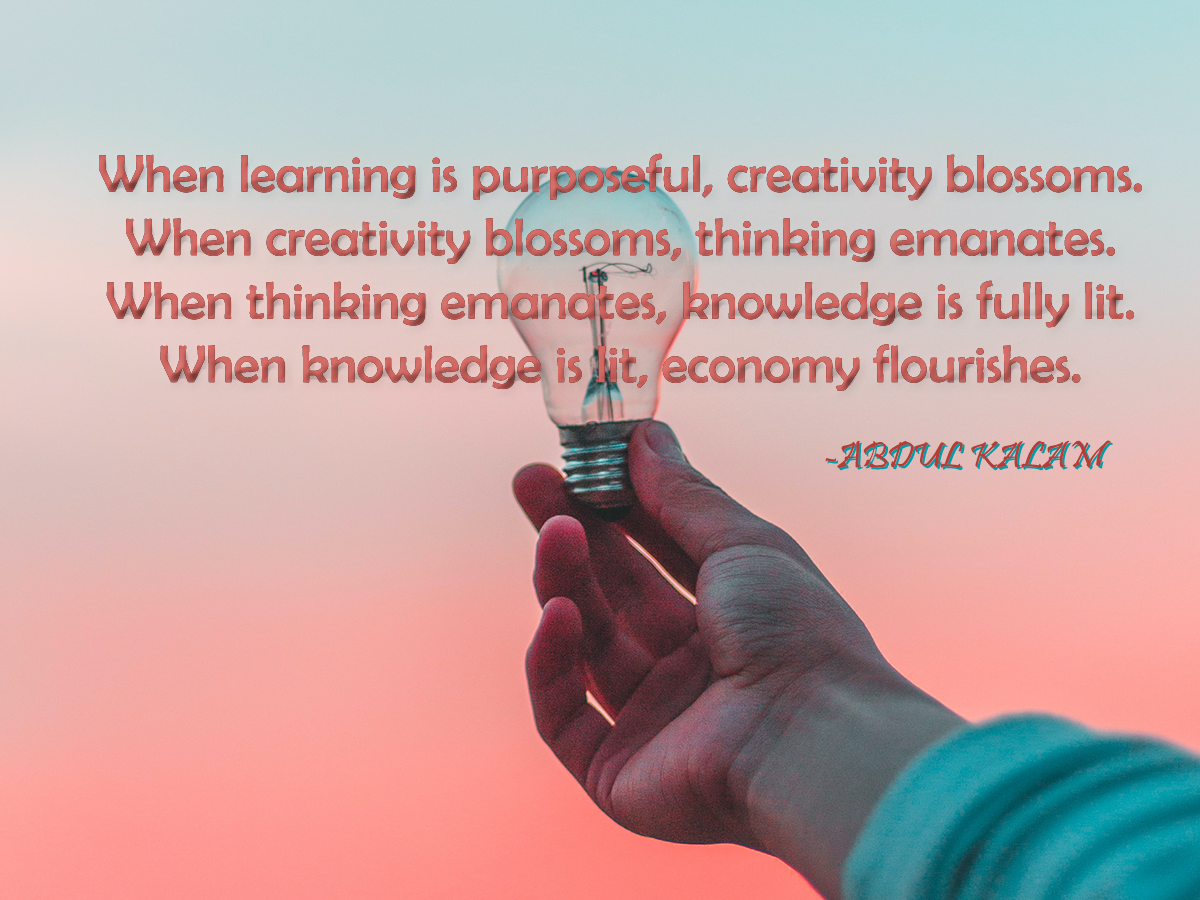 When learning is purposeful, creativity blossoms.
When creativity blossoms, thinking emanates.
When thinking emanates, knowledge is fully lit.
When knowledge is lit, economy flourishes.
-ABDUL KALAM